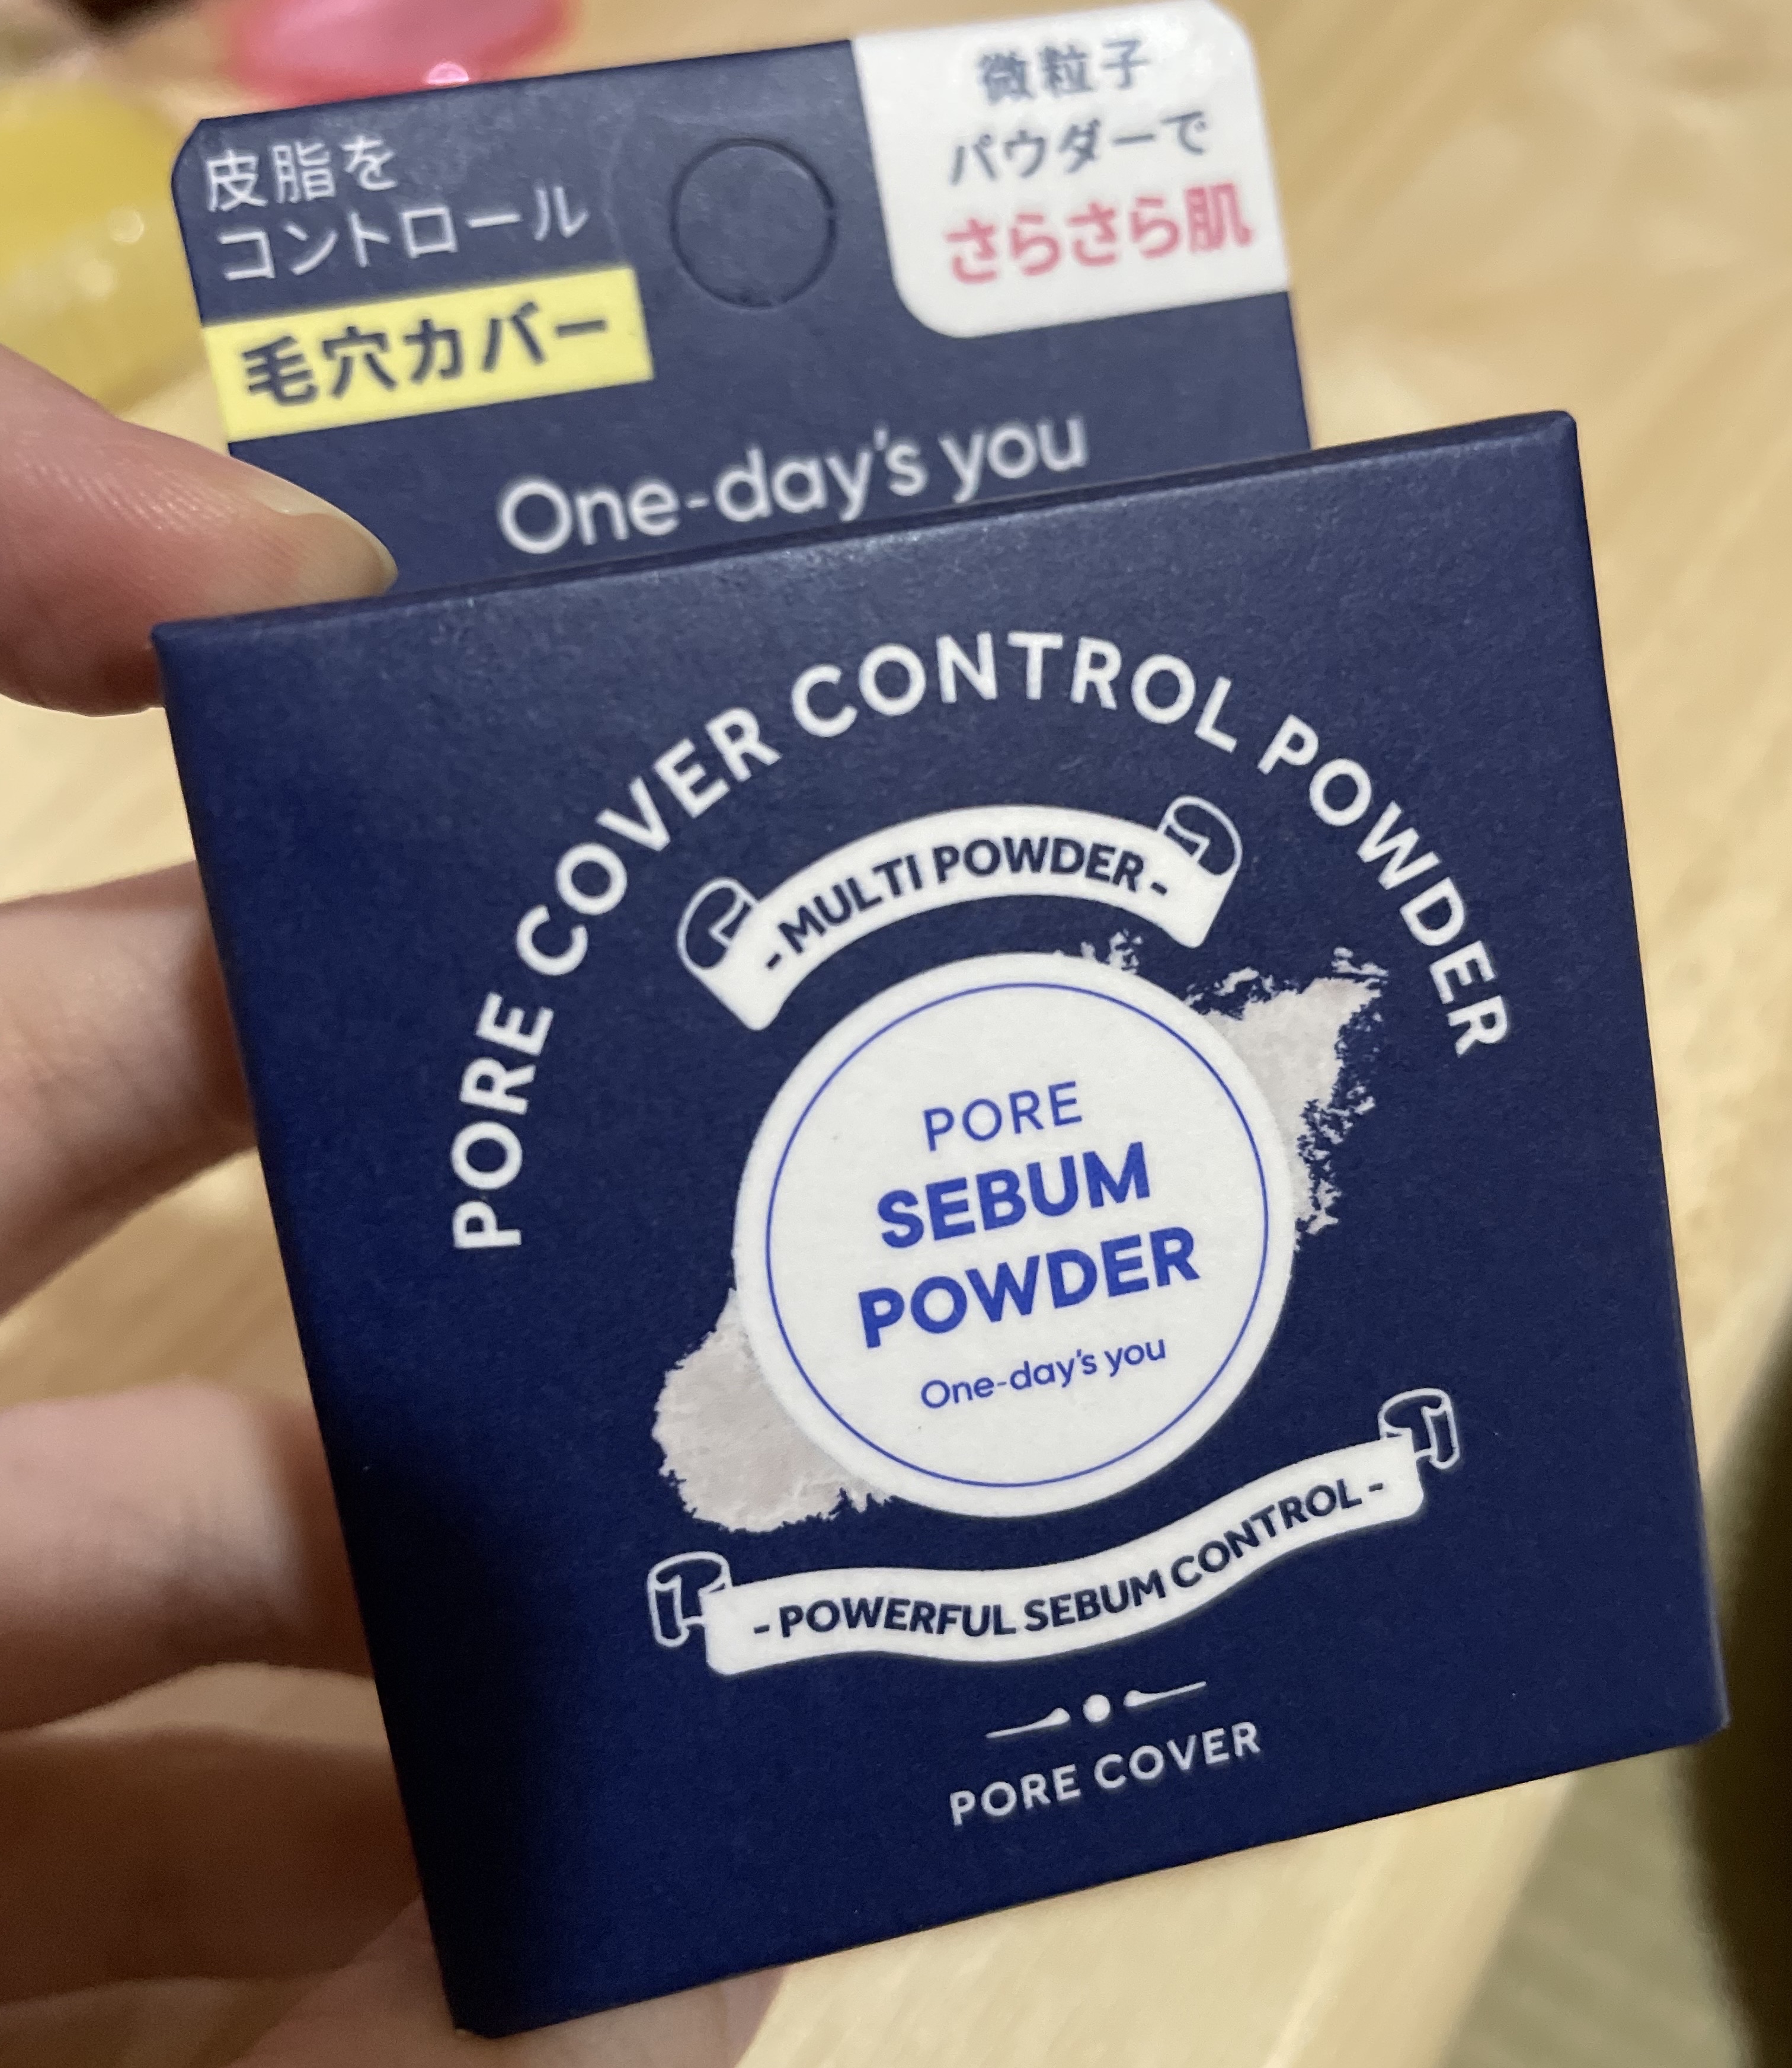 皮脂を
コントロール
毛穴カバー
微粒子
パウダーで
さらさら肌
One-day's you
PORE COVER CONTROL POWDER
- MULTI POWDER -
PORE
SEBUM
POWDER
One-day's you
- POWERFUL SEBUM CONTROL -
PORE COVER